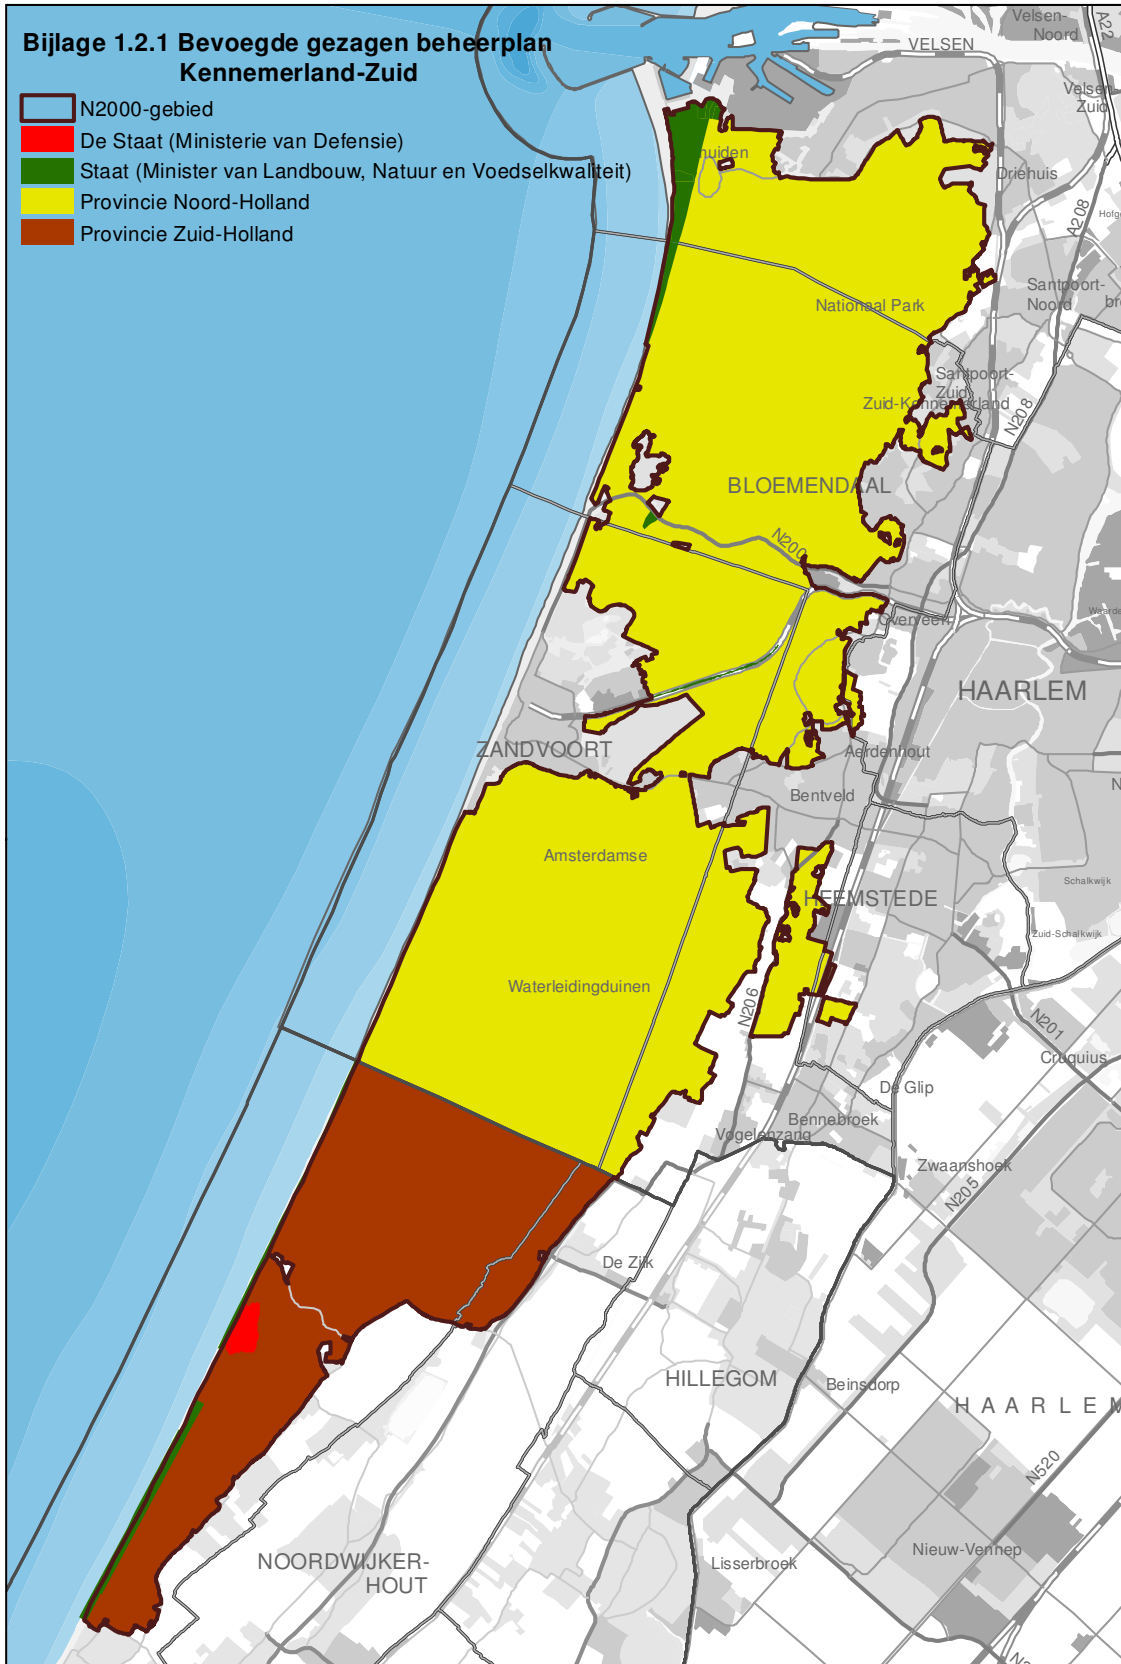 Bijlage 1.2.1 Bevoegde gezagen beheerplan
Kennemerland-Zuid
N2000-gebied
De Staat (Ministerie van Defensie)
Staat (Minister van Landbouw, Natuur en Voedselkwaliteit)
Provincie Noord-Holland
Provincie Zuid-Holland
Velsen-
Noord
A22
VELSEN
Velsen-
Zuid
muiden
Driehuis
A208
Santpoort-
Noord
Nationaal Park
Santpoort-
Zuid
Zuid-Kennemerland
N208
BLOEMENDAAL
N200
Overveen
HAARLEM
ZANDVOORT
Aerdenhout
Bentveld
Amsterdamse
Schalkwijk
HEEMSTEDE
Zuid-Schalkwijk
Waterleidingduinen
N206
N201
Cruquius
De Glip
Bennebroek
Vogelenzang
Zwaanshoek
N205
De Zilk
HILLEGOM
Beinsdorp
HAARLEM
N520
NOORDWIJKER-
HOUT
Lisserbroek
Nieuw-Vennep